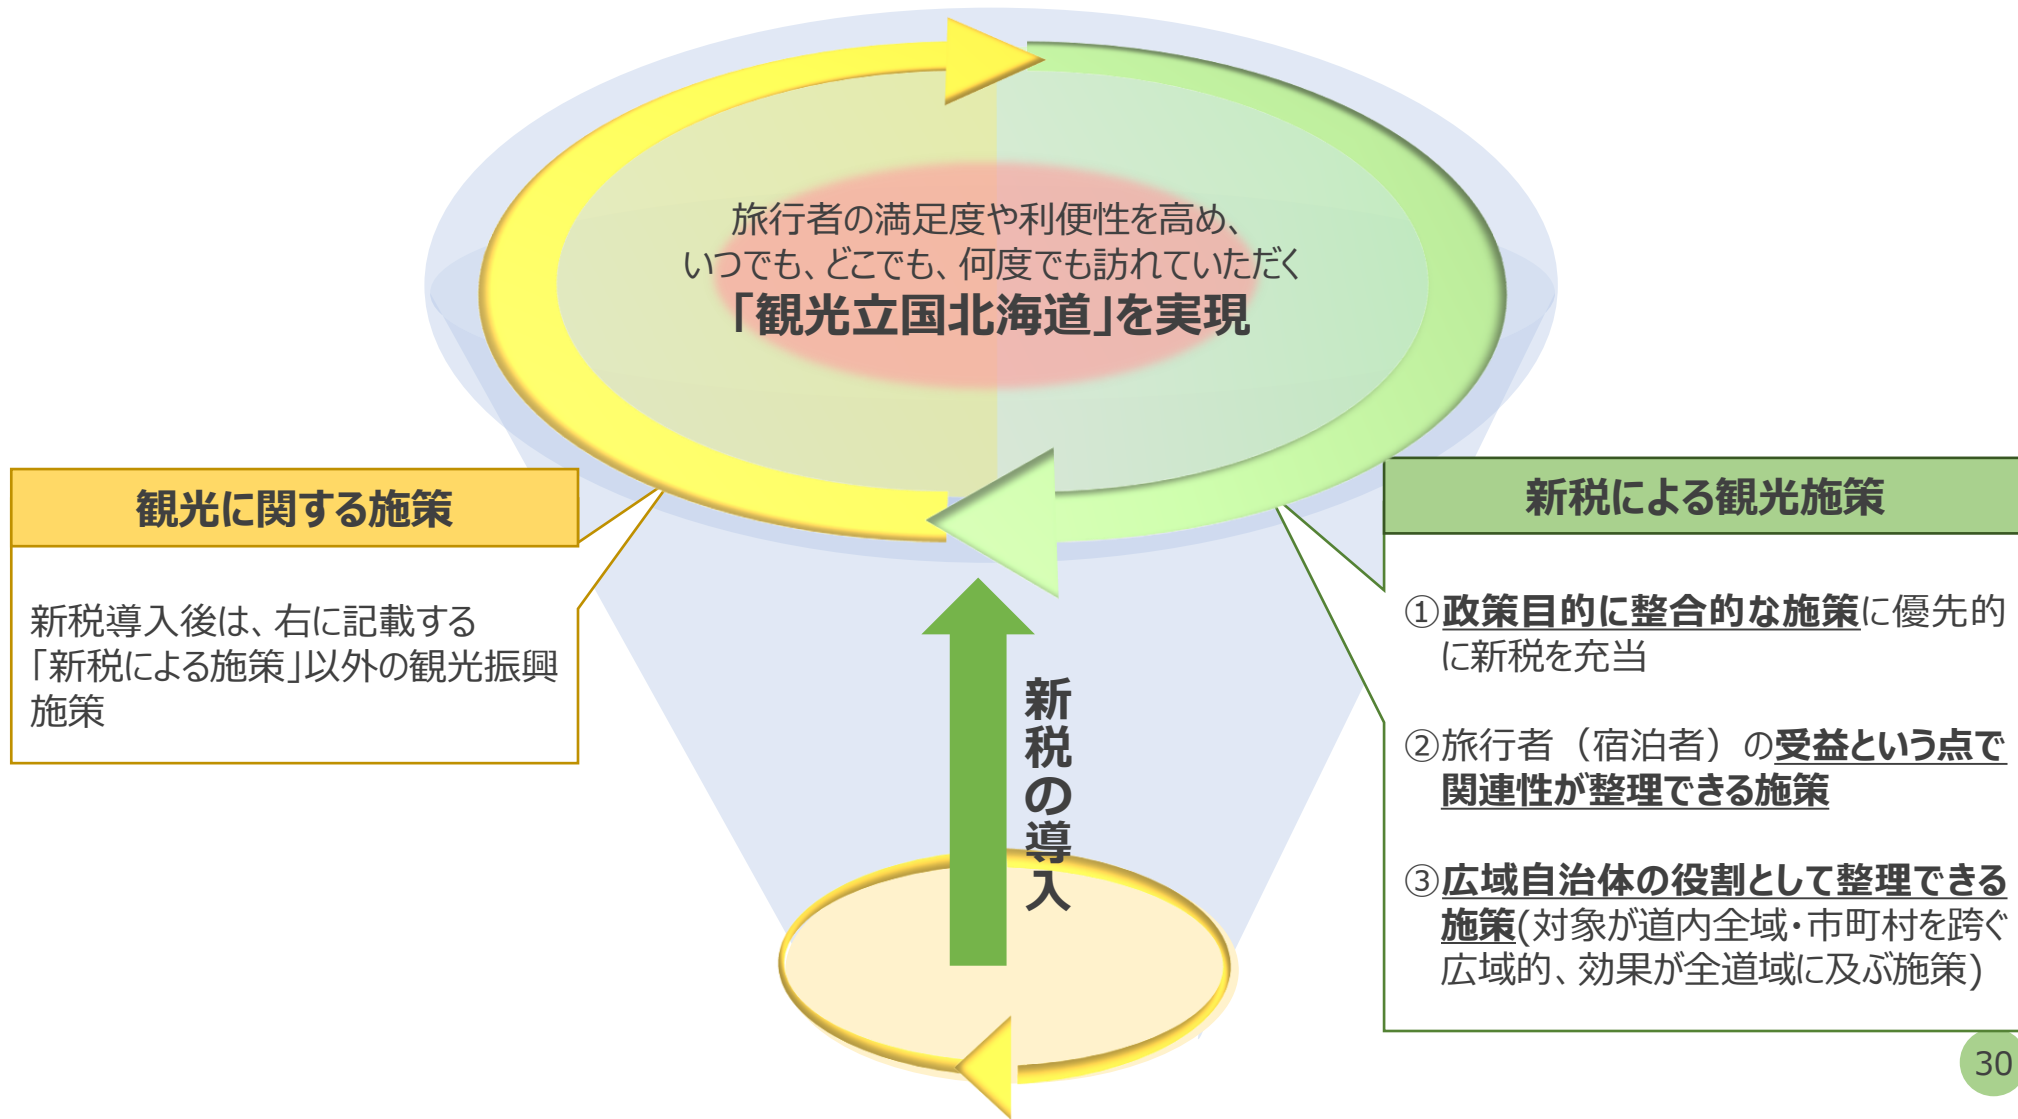 旅行者の満足度や利便性を高め、
いつでも、どこでも、何度でも訪れていただく
「観光立国北海道」を実現
観光に関する施策
新税導入後は、右に記載する
「新税による施策」以外の観光振興
施策
新税の導入
新税による観光施策
①政策目的に整合的な施策に優先的
に新税を充当
②旅行者（宿泊者）の受益という点で
関連性が整理できる施策
③広域自治体の役割として整理できる
施策(対象が道内全域・市町村を跨ぐ
広域的、効果が全道域に及ぶ施策)
30